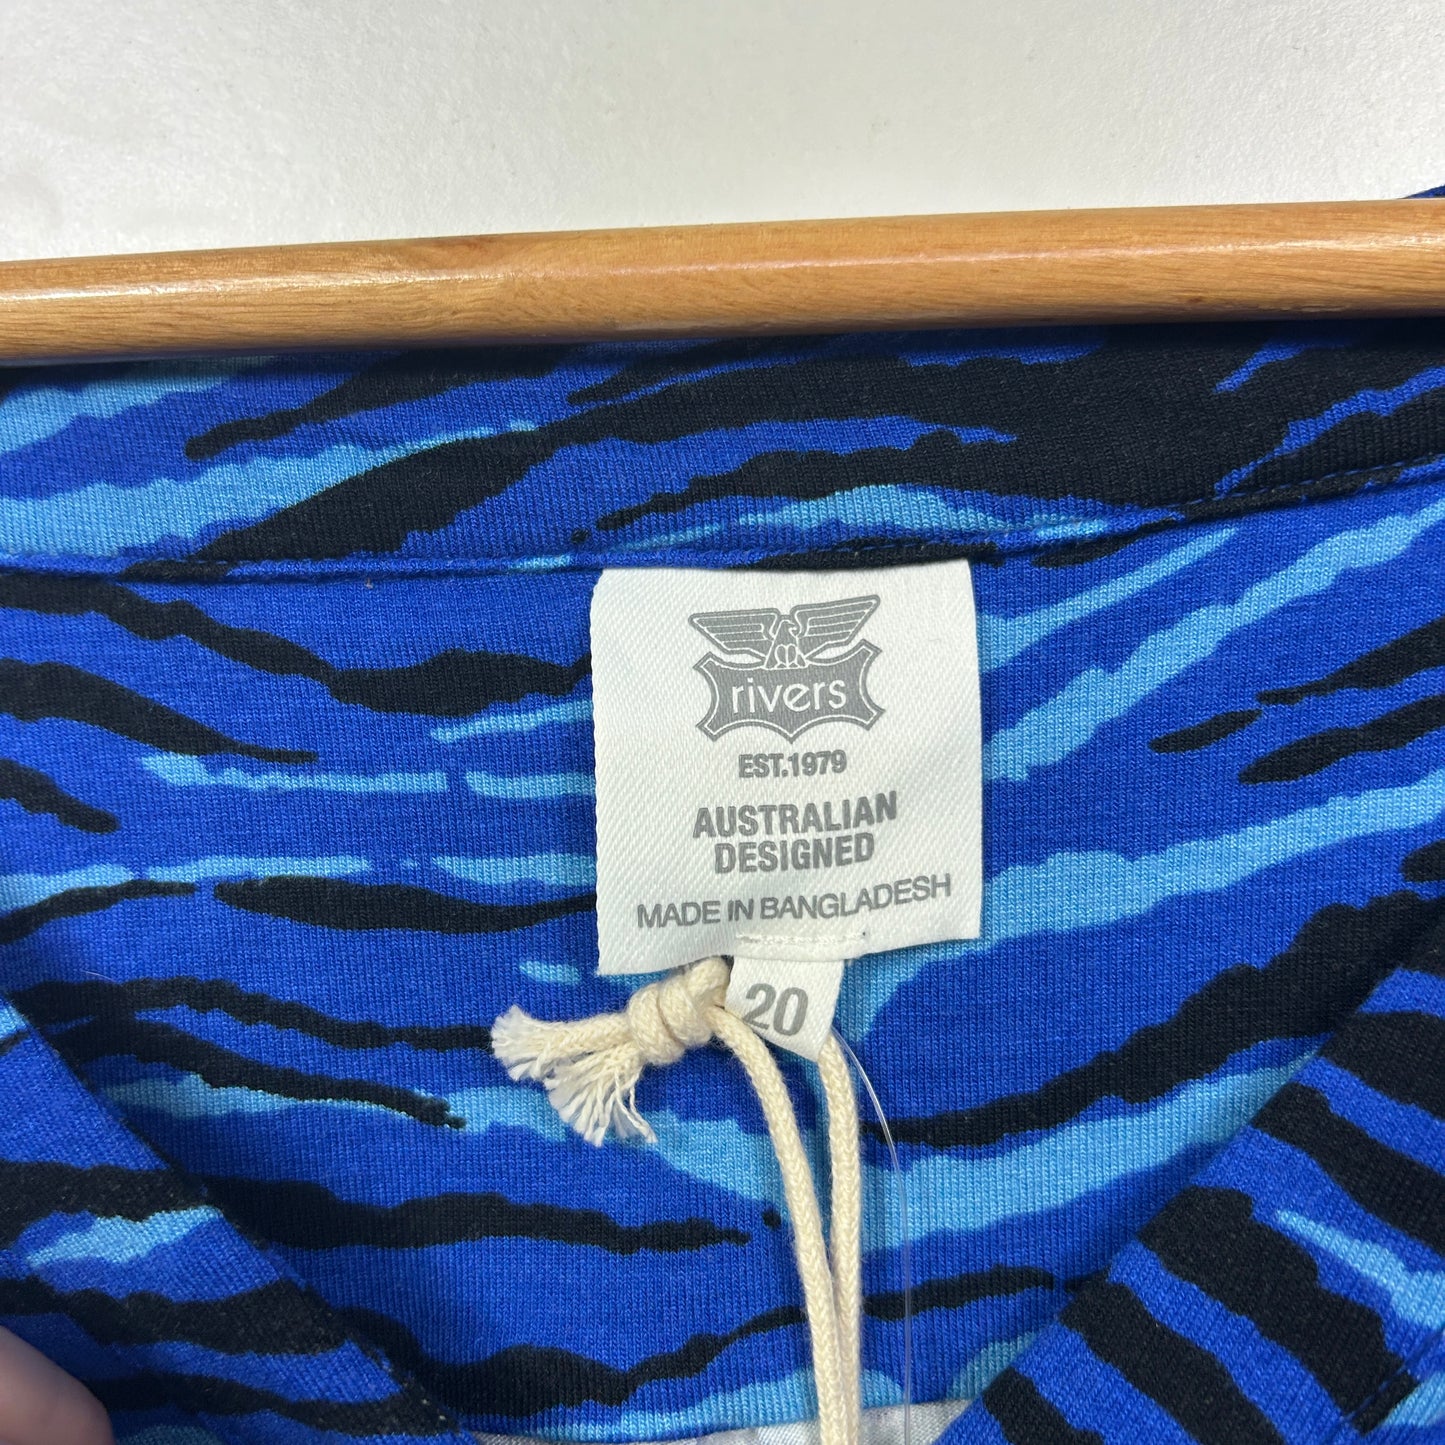 rivers
EST.1979
AUSTRALIAN
DESIGNED
MADE IN BANGLADESH
20